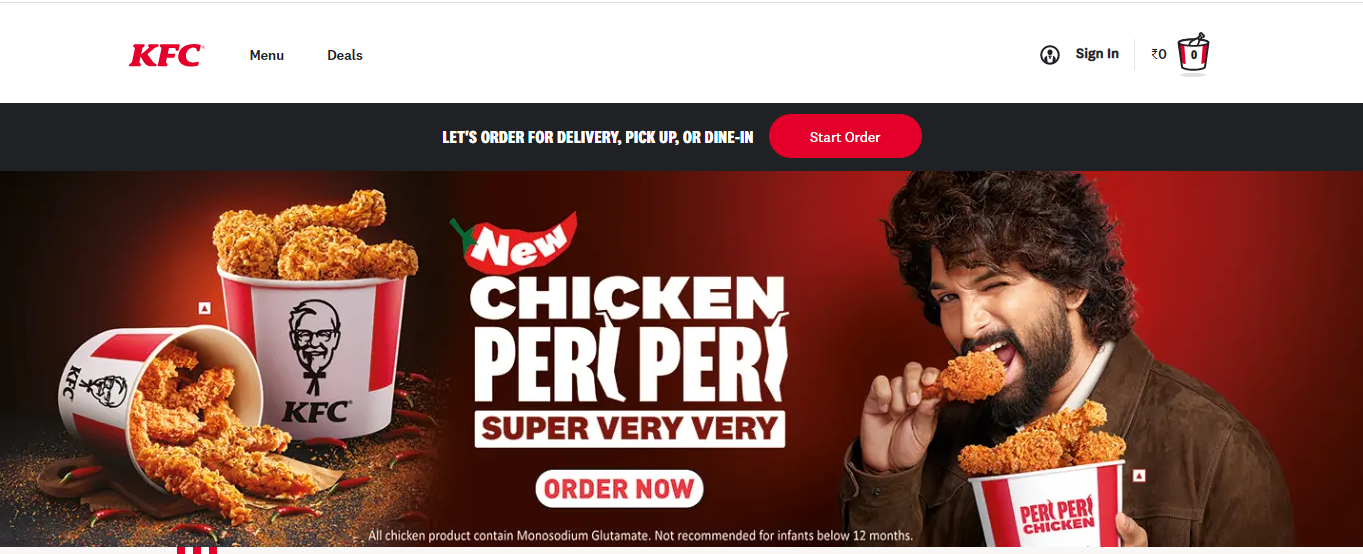 KFC
Menu
Deals
Sign In
₹0
0
LET'S ORDER FOR DELIVERY, PICK UP, OR DINE-IN
Start Order
New
CHICKEN
PERI PERI
SUPER VERY VERY
ORDER NOW
KFC
KFC
PERI PERI
CHICKEN
All chicken product contain Monosodium Glutamate. Not recommended for infants below 12 months.